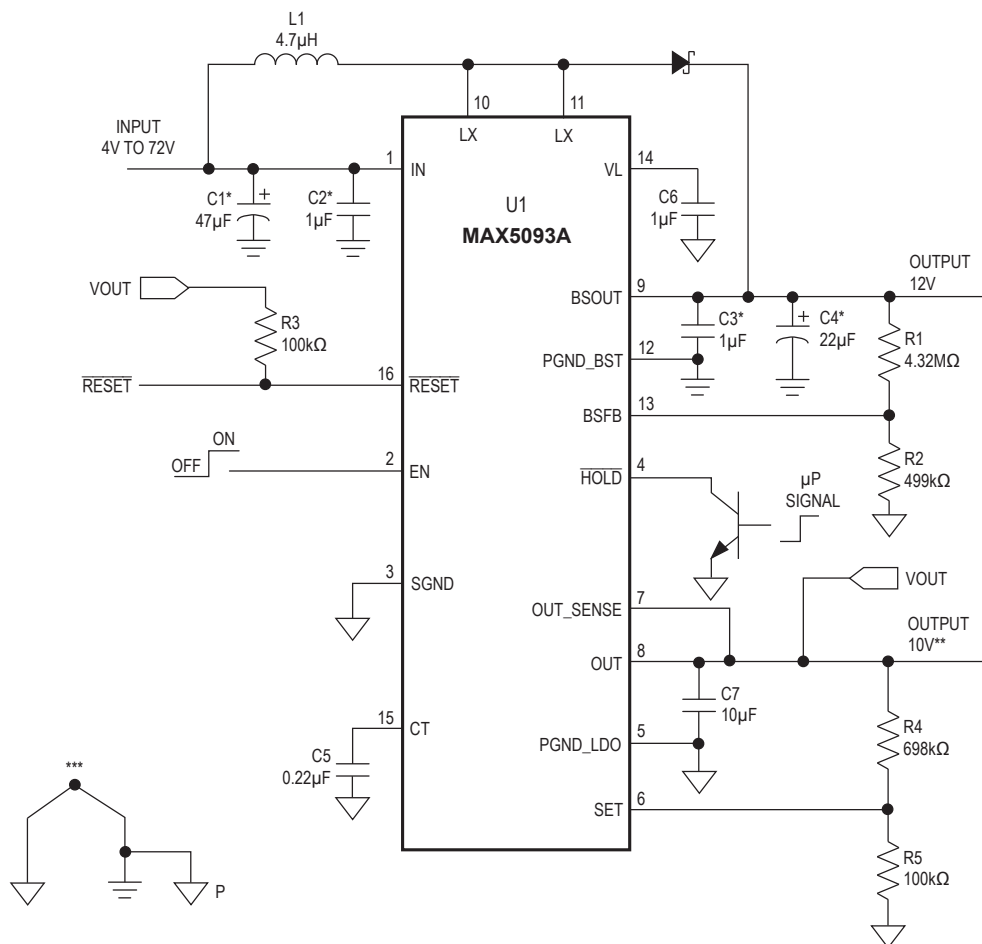 L1
4.7µH
10
11
LX
LX
INPUT
4V TO 72V
1
IN
14
VL
C1*
+
47µF
C2*
1µF
C6
1µF
U1
MAX5093A
VOUT
R3
100kΩ
RESET
16
RESET
9
BSOUT
OUTPUT
12V
C3*
1µF
+
C4*
22µF
R1
4.32MΩ
12
PGND_BST
13
BSFB
ON
OFF
2
EN
4
HOLD
µP
SIGNAL
R2
499kΩ
3
SGND
7
OUT_SENSE
VOUT
8
OUT
OUTPUT
10V**
C7
10µF
R4
698kΩ
15
CT
C5
0.22µF
5
PGND_LDO
6
SET
R5
100kΩ
***
P